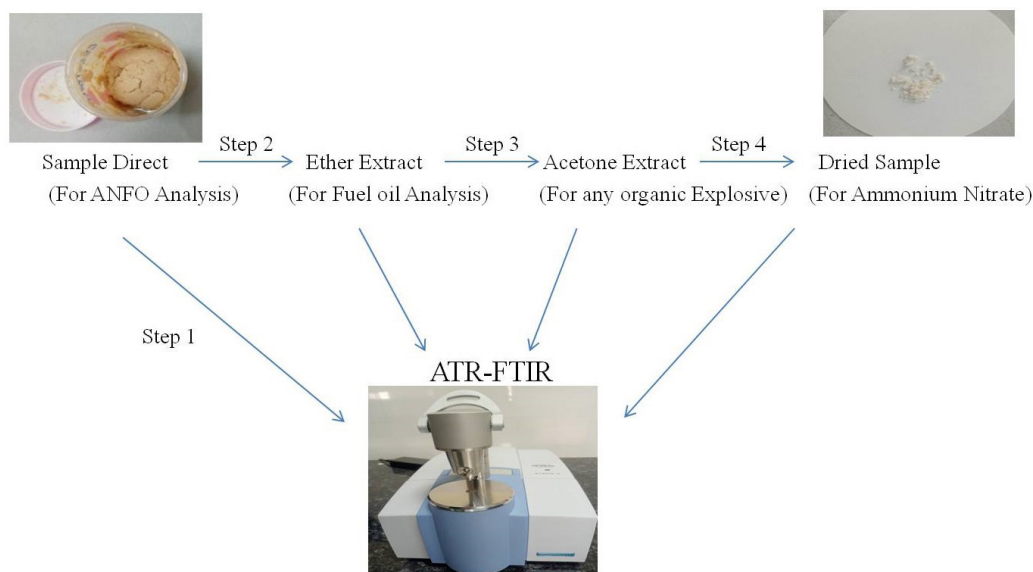 Step 2
Step 3
Step 4
Sample Direct
Ether Extract
Acetone Extract
Dried Sample
(For ANFO Analysis)
(For Fuel oil Analysis)
(For any organic Explosive)
(For Ammonium Nitrate)
Step 1
ATR-FTIR